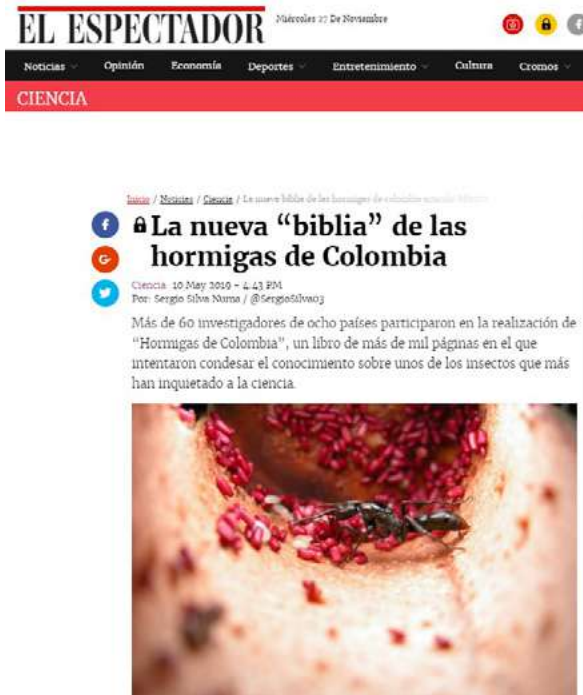 EL ESPECTADOR
Miércoles 27 De Noviembre
Noticias Opinión Economía Deportes Entretenimiento Cultura Cromos
CIENCIA
Inicio / Noticias / Ciencia / La nueva biblia de las hormigas de colombia
La nueva “biblia” de las
hormigas de Colombia
Ciencia 10 May 2019 - 4:43 PM
Por: Sergio Silva Numa / @SergioSilva03
Más de 60 investigadores de ocho países participaron en la realización de
“Hormigas de Colombia”, un libro de más de mil páginas en el que
intentaron condesar el conocimiento sobre unos de los insectos que más
han inquietado a la ciencia.